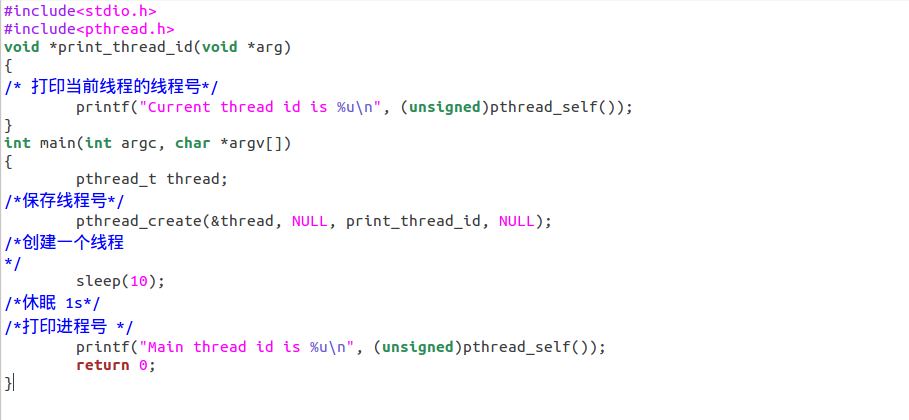 #include<stdio.h>
#include<pthread.h>
void *print_thread_id(void *arg)
{
/* 打印当前线程的线程号*/
        printf("Current thread id is %u\n", (unsigned)pthread_self());
}
int main(int argc, char *argv[])
{
        pthread_t thread;
/*保存线程号*/
        pthread_create(&thread, NULL, print_thread_id, NULL);
/*创建一个线程
*/
        sleep(10);
/*休眠 1s*/
/*打印进程号 */
        printf("Main thread id is %u\n", (unsigned)pthread_self());
        return 0;
}